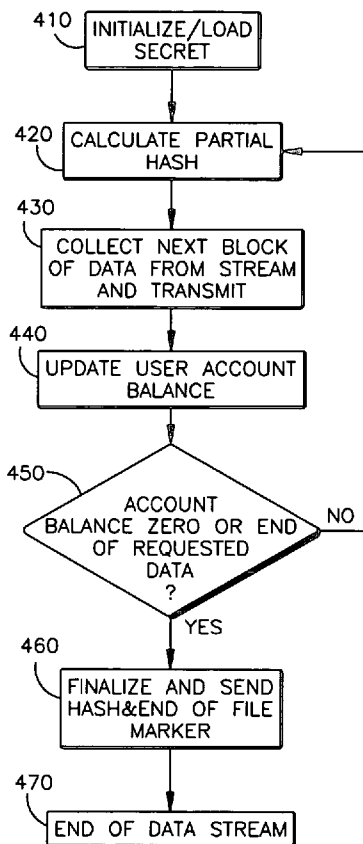 410
INITIALIZE/LOAD
SECRET
420
CALCULATE PARTIAL
HASH
430
COLLECT NEXT BLOCK
OF DATA FROM STREAM
AND TRANSMIT
440
UPDATE USER ACCOUNT
BALANCE
450
ACCOUNT
BALANCE ZERO OR END
OF REQUESTED
DATA
?
NO
YES
460
FINALIZE AND SEND
HASH&END OF FILE
MARKER
470
END OF DATA STREAM